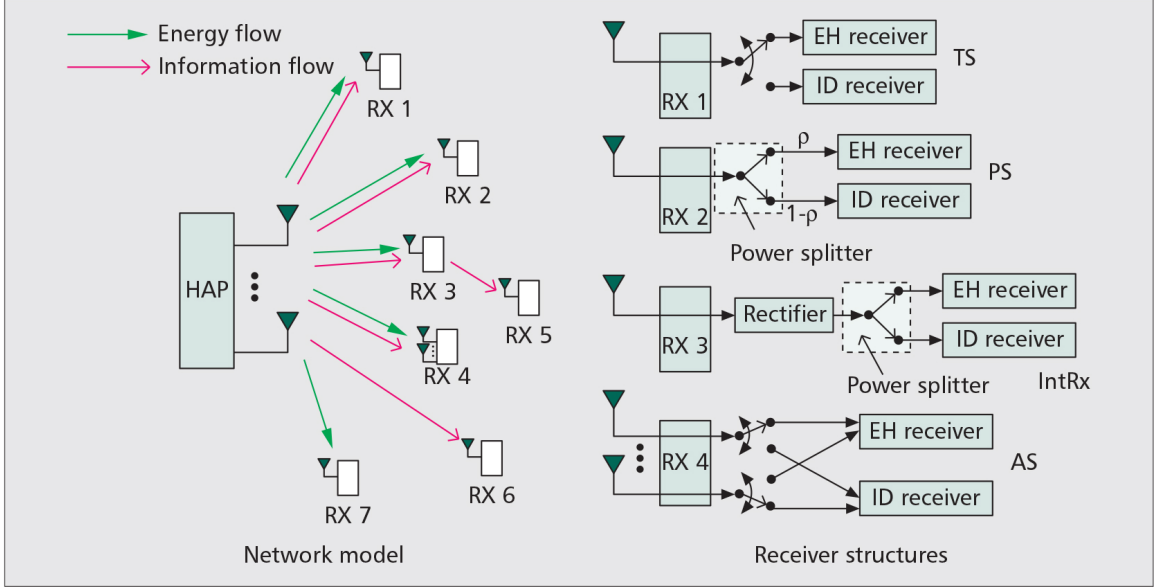 Energy flow
Information flow
RX 1
RX 2
HAP
RX 3
RX 5
RX 4
RX 6
RX 7
Network model
RX 1
EH receiver
ID receiver
TS
RX 2
ρ
1-ρ
EH receiver
ID receiver
PS
Power splitter
RX 3
Rectifier
EH receiver
ID receiver
Power splitter
IntRx
RX 4
EH receiver
ID receiver
AS
Receiver structures